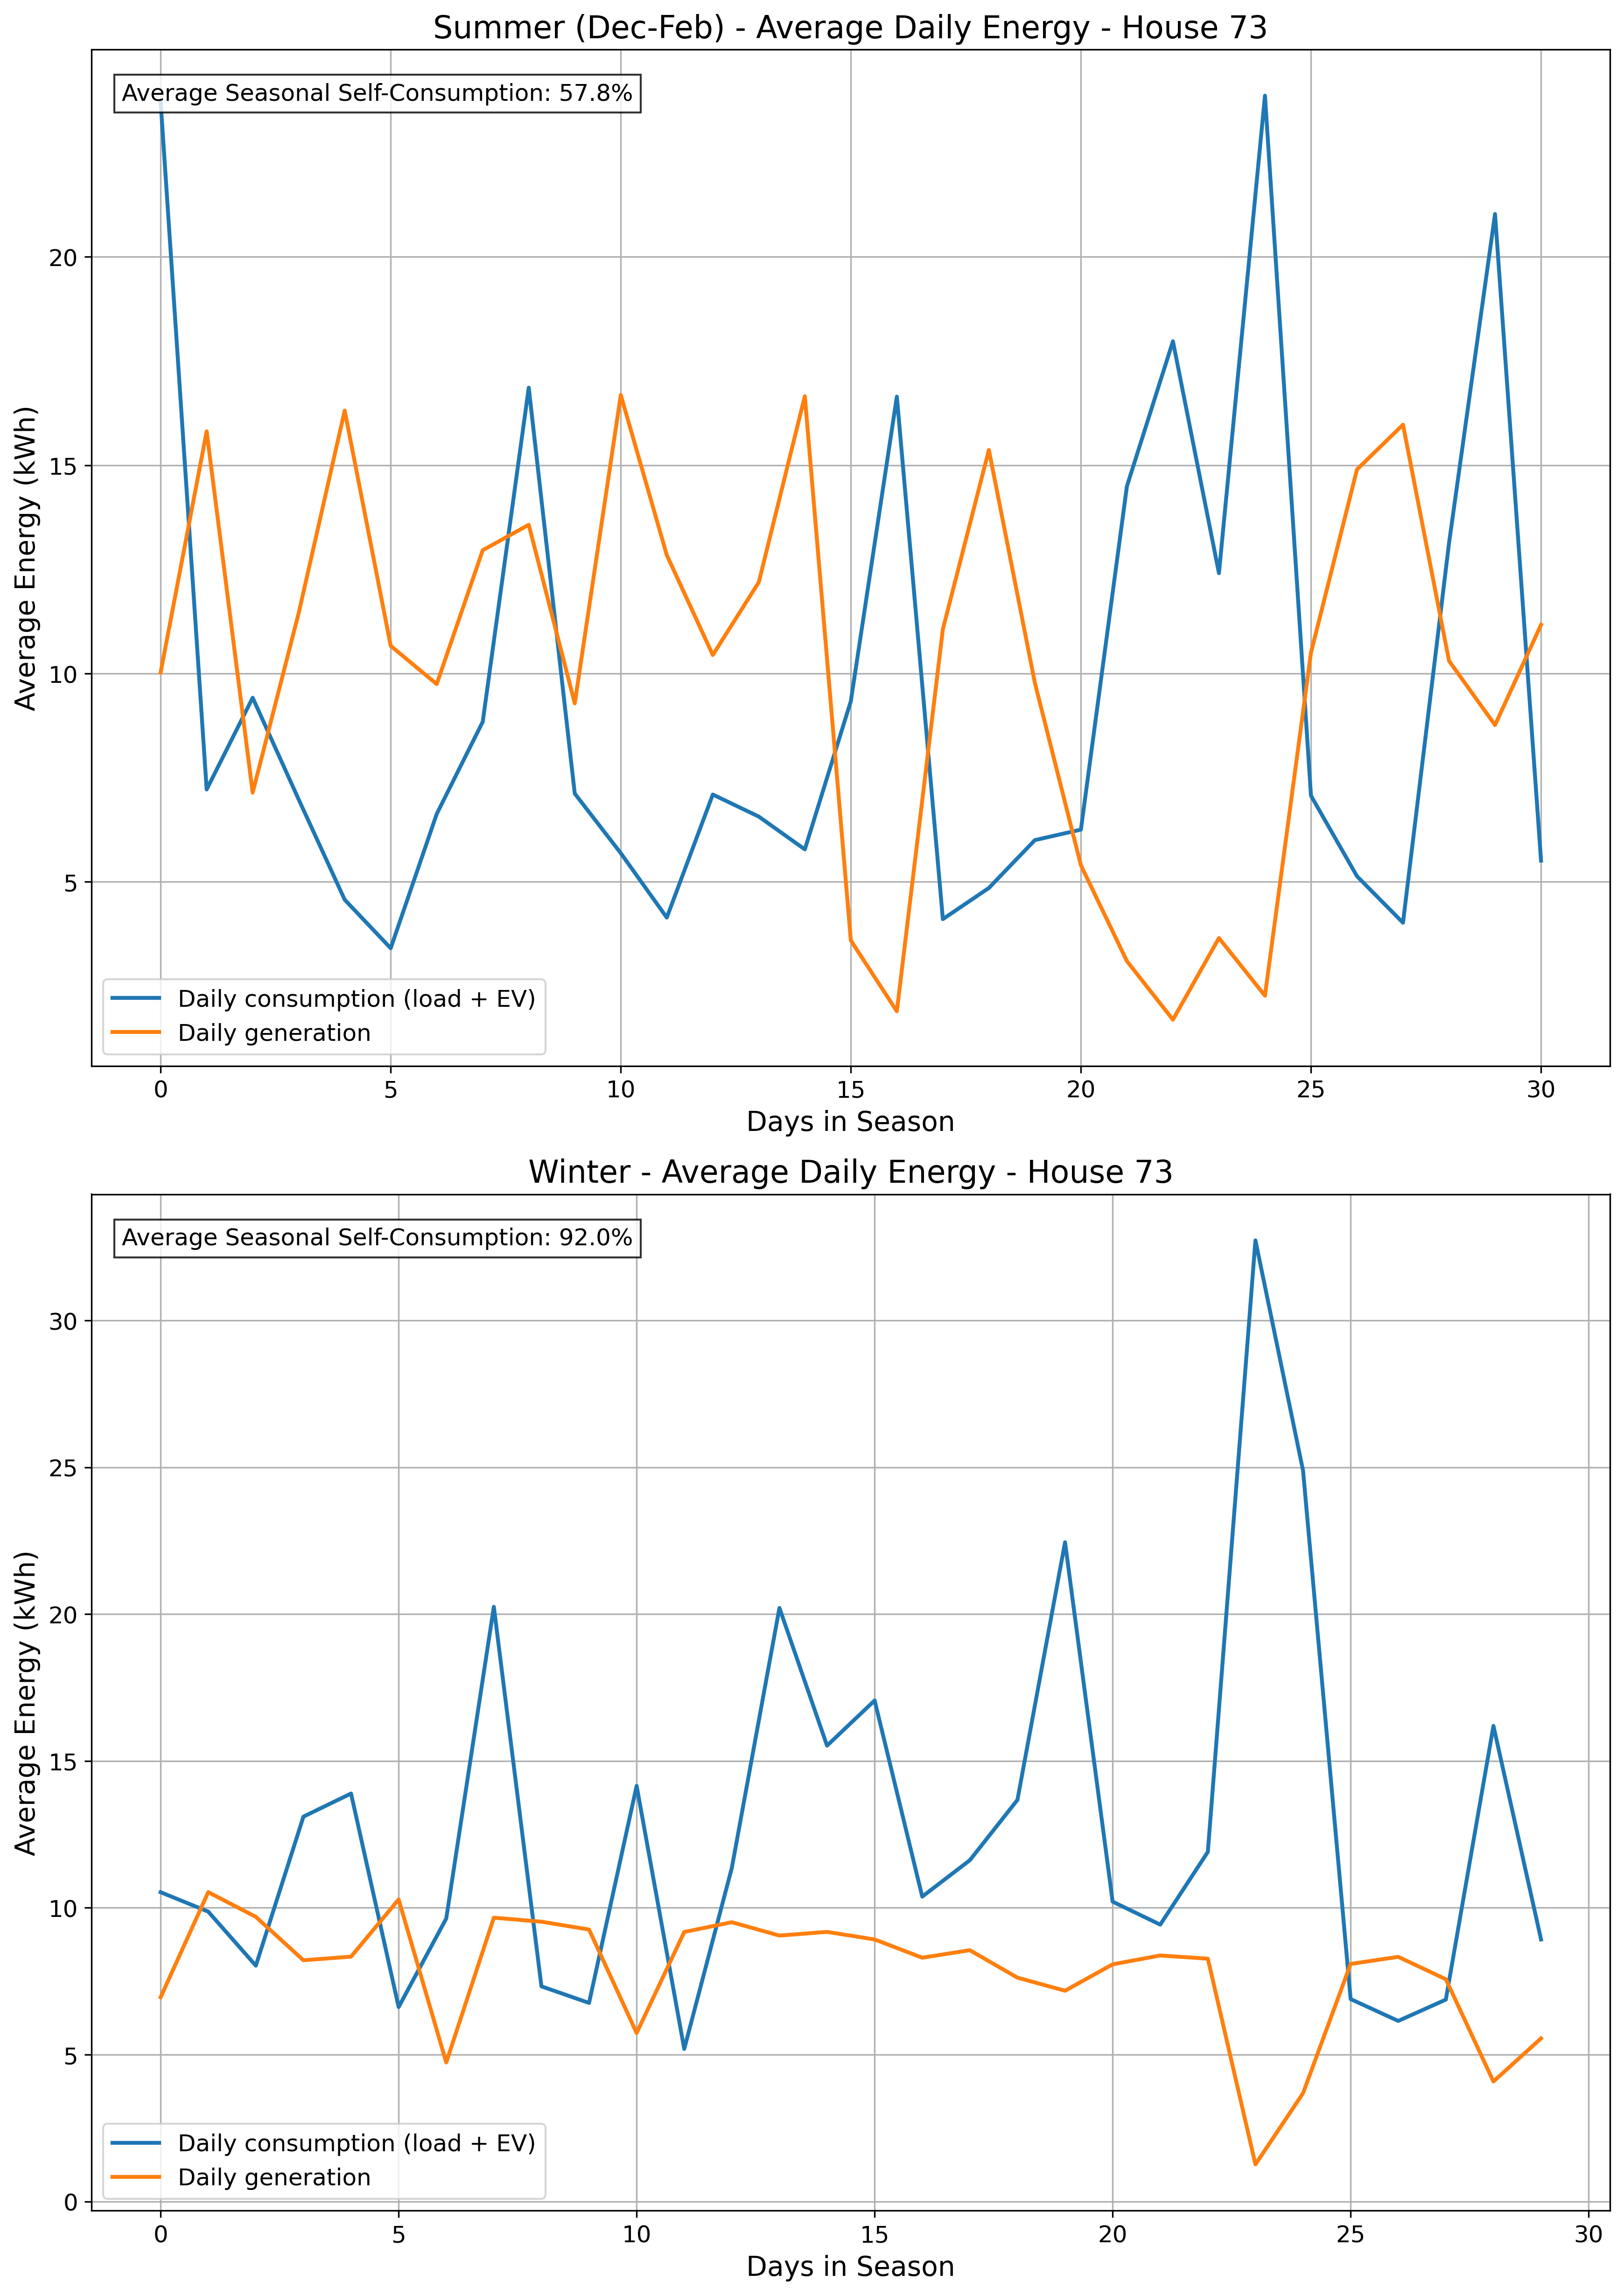 Summer (Dec-Feb) - Average Daily Energy - House 73
Average Seasonal Self-Consumption: 57.8%
Average Energy (kWh)
20
15
10
5
Daily consumption (load + EV)
Daily generation
0 5 10 15 20 25 30
Days in Season
Winter - Average Daily Energy - House 73
Average Seasonal Self-Consumption: 92.0%
Average Energy (kWh)
30
25
20
15
10
5
0
Daily consumption (load + EV)
Daily generation
0 5 10 15 20 25 30
Days in Season